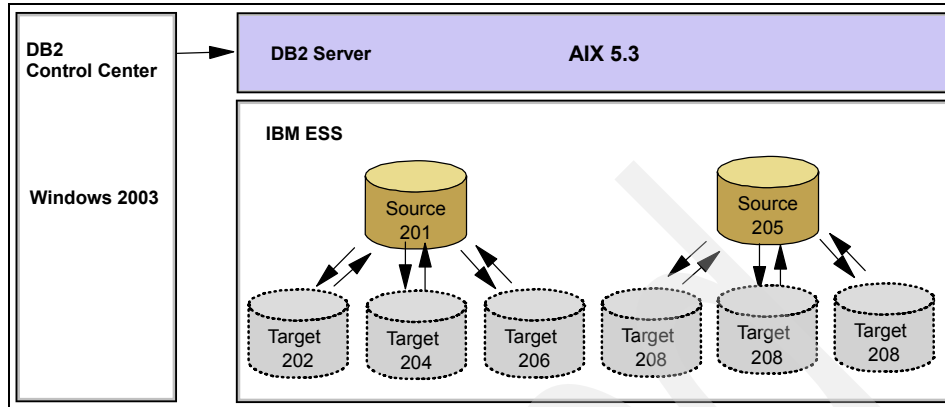 DB2
Control Center
Windows 2003
DB2 Server
AIX 5.3
IBM ESS
Source
201
Source
205
Target
202
Target
204
Target
206
Target
208
Target
208
Target
208